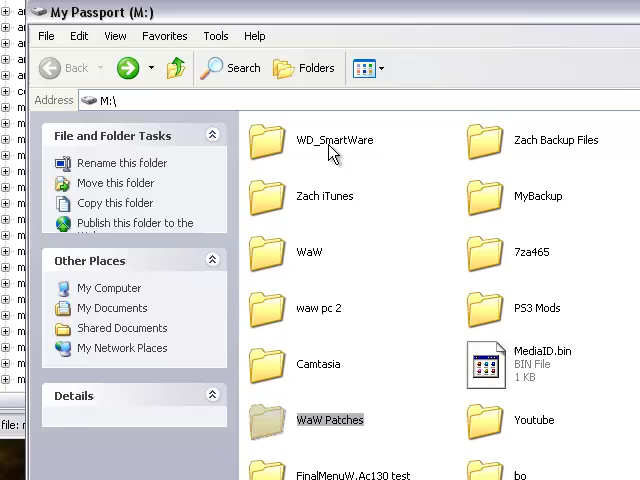 My Passport (M:)
File Edit View Favorites Tools Help
Back Search Folders
Address M:\
File and Folder Tasks
Rename this folder
Move this folder
Copy this folder
Publish this folder to the
Other Places
My Computer
My Documents
Shared Documents
My Network Places
Details
file:
WD_SmartWare
Zach Backup Files
Zach iTunes
MyBackup
WaW
7za465
waw pc 2
PS3 Mods
Camtasia
MediaID.bin
BIN File
1 KB
WaW Patches
Youtube
FinalMenuW.Ac130 test
bo